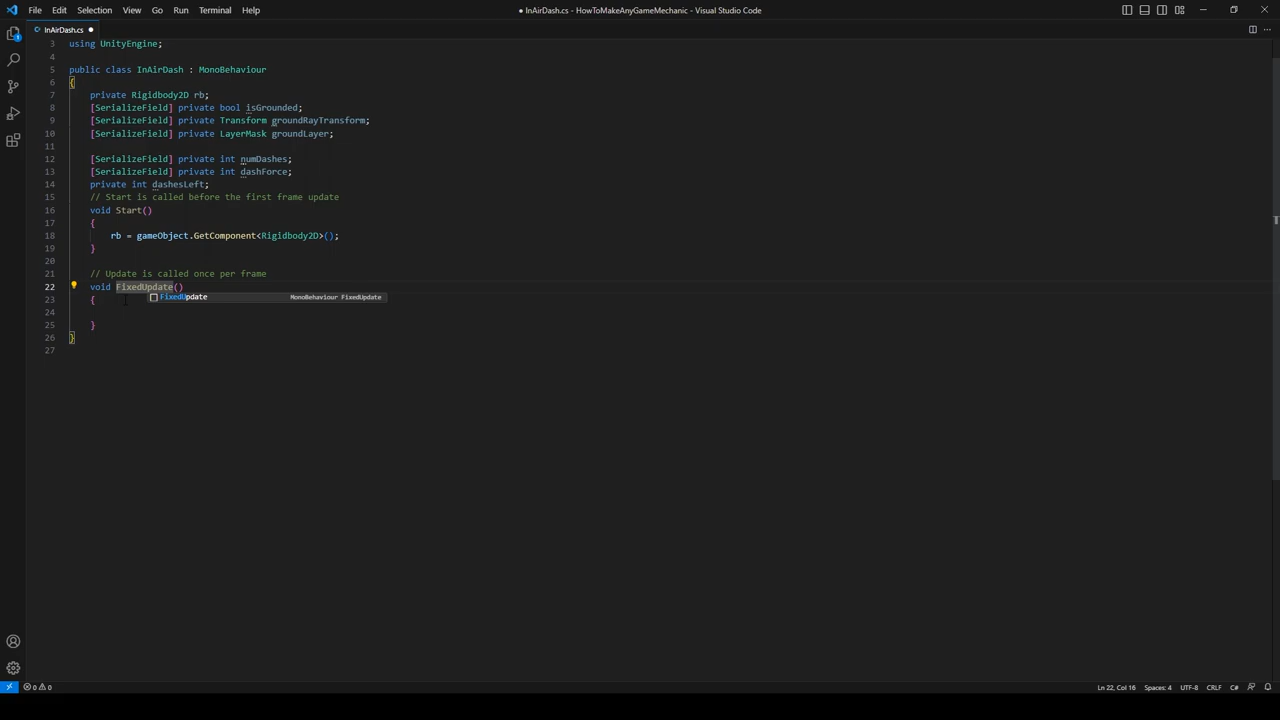 File Edit Selection View Go Run Terminal Help
InAirDash.cs - HowToMakeAnyGameMechanic - Visual Studio Code
InAirDash.cs
1
3 using UnityEngine;
4
5 public class InAirDash : MonoBehaviour
6 {
7 private Rigidbody2D rb;
8 [SerializeField] private bool isGrounded;
9 [SerializeField] private Transform groundRayTransform;
10 [SerializeField] private LayerMask groundLayer;
11
12 [SerializeField] private int numDashes;
13 [SerializeField] private int dashForce;
14 private int dashesLeft;
15 // Start is called before the first frame update
16 void Start()
17 {
18 rb = gameObject.GetComponent<Rigidbody2D>();
19 }
20
21 // Update is called once per frame
22 void FixedUpdate()
FixedUpdate MonoBehaviour FixedUpdate
23 {
24
25 }
26 }
27
0 0 Ln 22, Col 16 Spaces: 4 UTF-8 CRLF C#